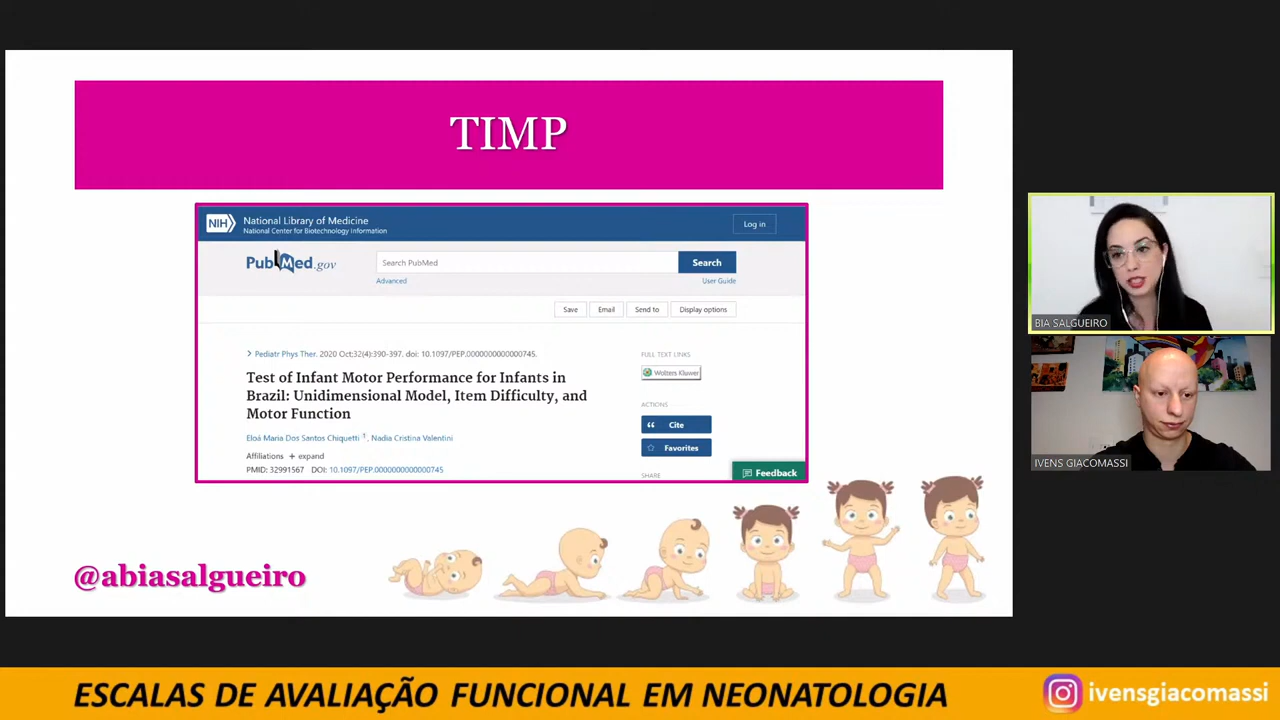 TIMP
NIH
National Library of Medicine
National Center for Biotechnology Information
Log in
PubMed.gov
Search PubMed
Search
Advanced
User Guide
Save
Email
Send to
Display options
Pediatr Phys Ther. 2020 Oct;32(4):390-397. doi: 10.1097/PEP.0000000000000745.
Test of Infant Motor Performance for Infants in
Brazil: Unidimensional Model, Item Difficulty, and
Motor Function
Eloá Maria Dos Santos Chiquetti 1, Nadia Cristina Valentini
Affiliations + expand
PMID: 32991567 DOI: 10.1097/PEP.0000000000000745
FULL TEXT LINKS
Wolters Kluwer
ACTIONS
Cite
Favorites
SHARE
Feedback
@abiasalgueiro
BIA SALGUEIRO
IVENS GIACOMASSI
ESCALAS DE AVALIAÇÃO FUNCIONAL EM NEONATOLOGIA
ivensgiacomassi